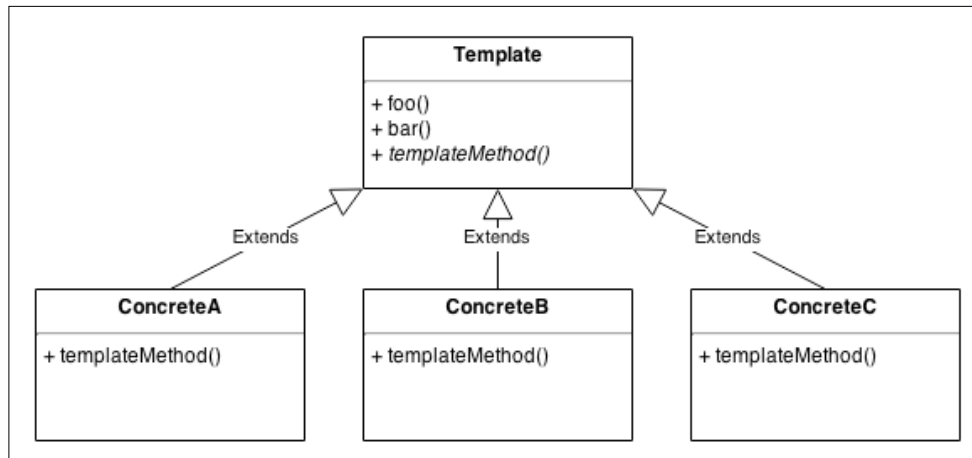 Template
+ foo()
+ bar()
+ templateMethod()
Extends
Extends
Extends
ConcreteA
+ templateMethod()
ConcreteB
+ templateMethod()
ConcreteC
+ templateMethod()